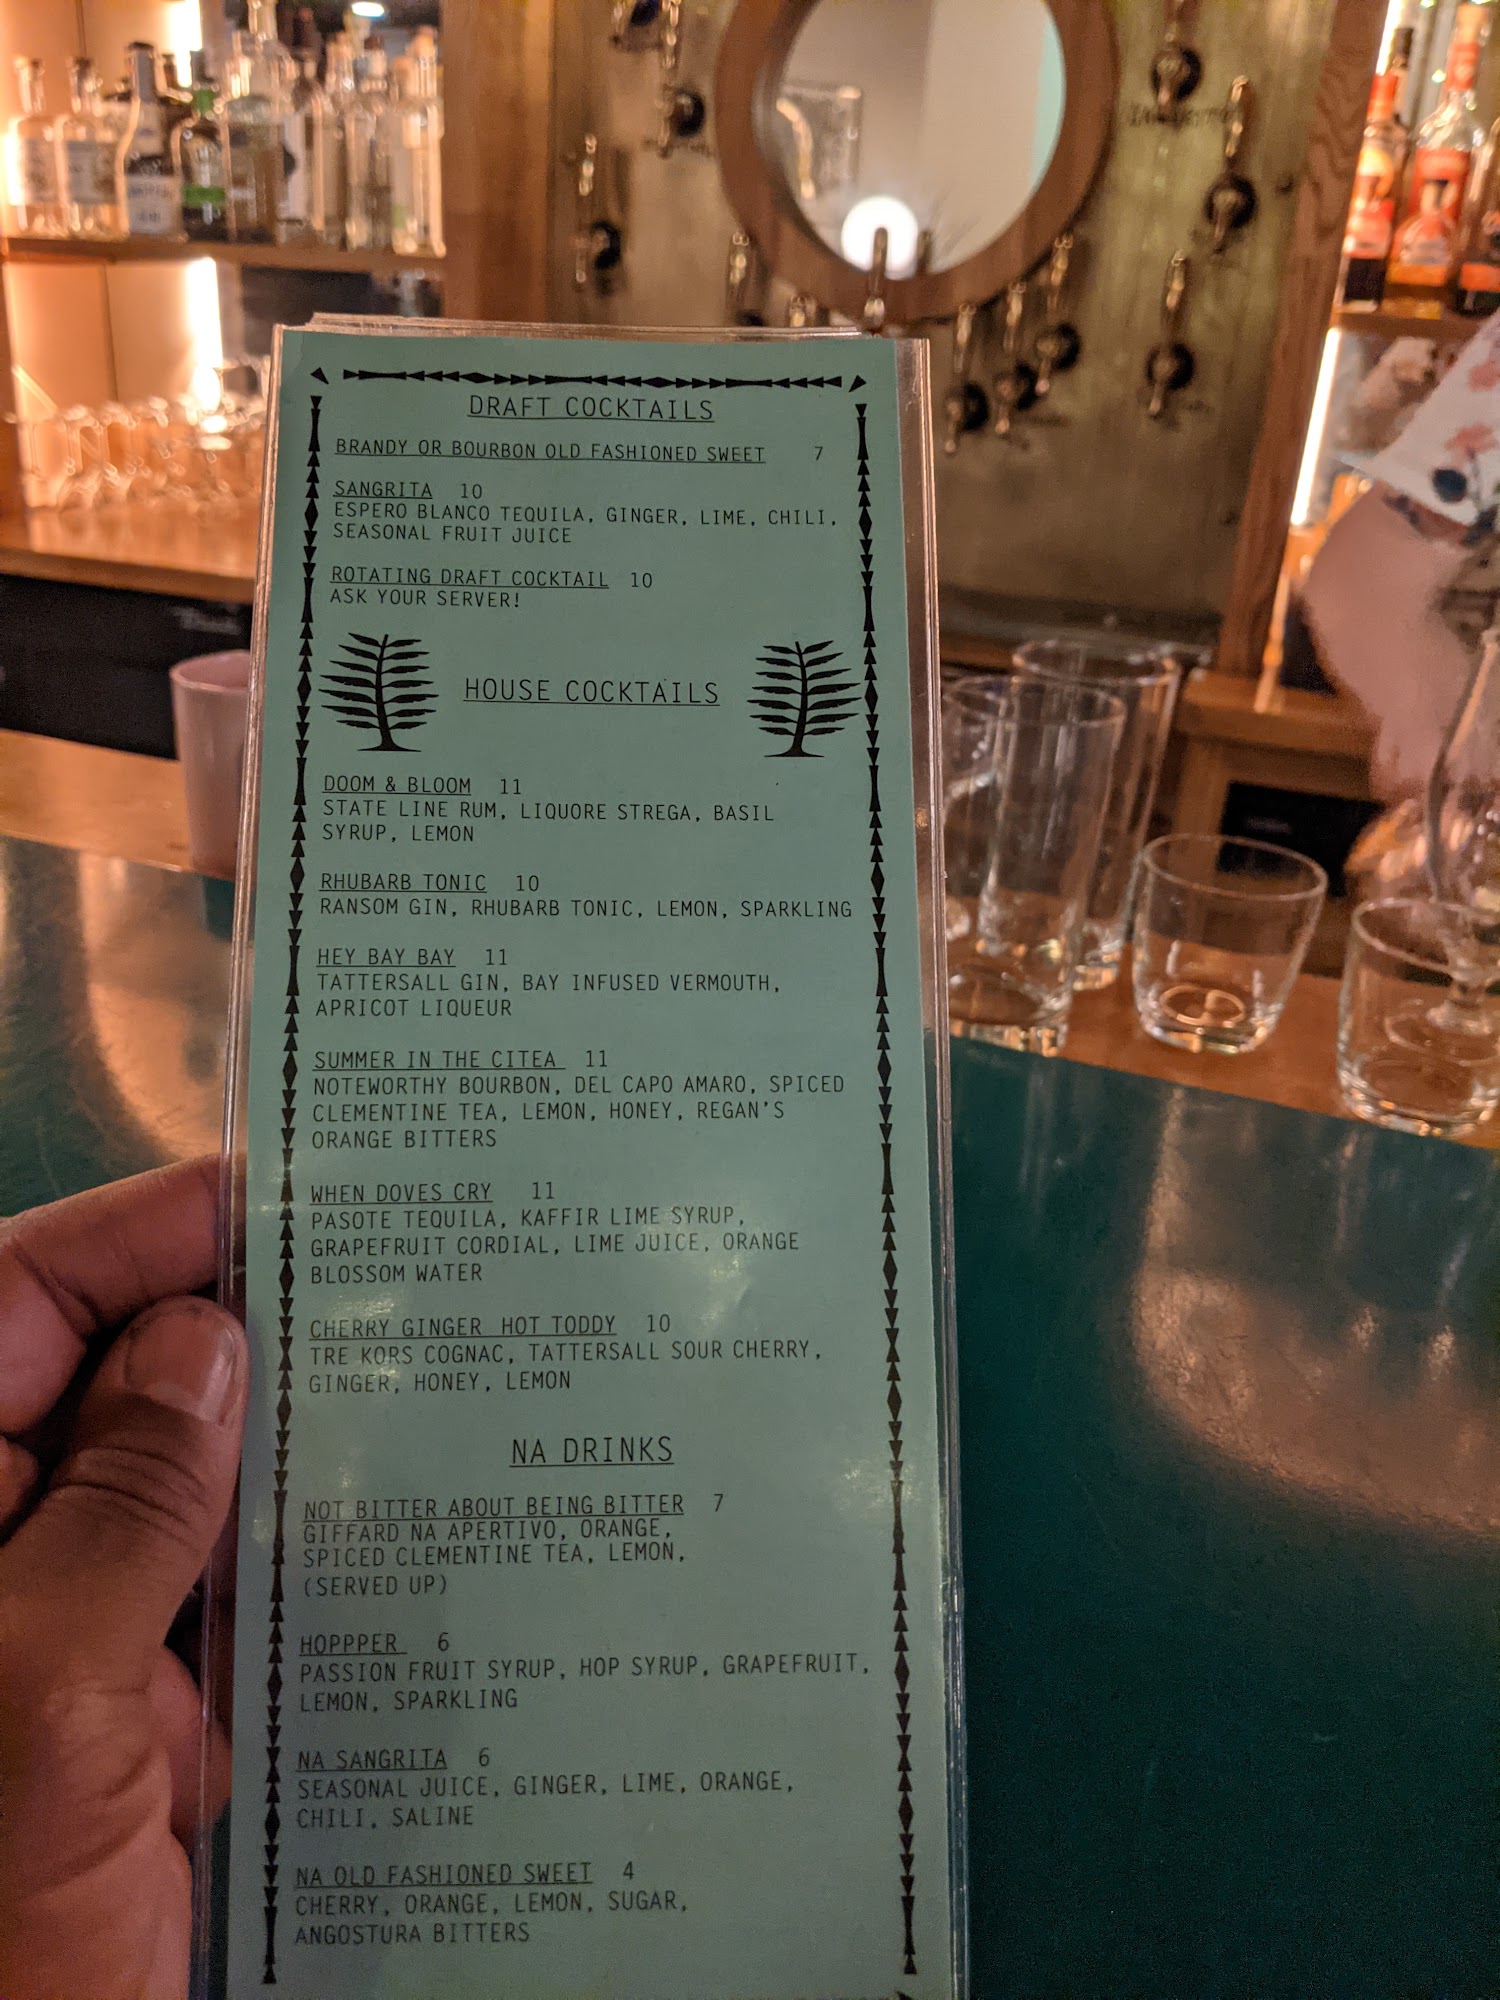 DRAFT COCKTAILS
BRANDY OR BOURBON OLD FASHIONED SWEET 7
SANGRITA 10
ESPERO BLANCO TEQUILA, GINGER, LIME, CHILI,
SEASONAL FRUIT JUICE
ROTATING DRAFT COCKTAIL 10
ASK YOUR SERVER!
HOUSE COCKTAILS
DOOM & BLOOM 11
STATE LINE RUM, LIQUORE STREGA, BASIL
SYRUP, LEMON
RHUBARB TONIC 10
RANSOM GIN, RHUBARB TONIC, LEMON, SPARKLING
HEY BAY BAY 11
TATTERSALL GIN, BAY INFUSED VERMOUTH,
APRICOT LIQUEUR
SUMMER IN THE CITEA 11
NOTEWORTHY BOURBON, DEL CAPO AMARO, SPICED
CLEMENTINE TEA, LEMON, HONEY, REGAN'S
ORANGE BITTERS
WHEN DOVES CRY 11
PASOTE TEQUILA, KAFFIR LIME SYRUP,
GRAPEFRUIT CORDIAL, LIME JUICE, ORANGE
BLOSSOM WATER
CHERRY GINGER HOT TODDY 10
TRE KORS COGNAC, TATTERSALL SOUR CHERRY,
GINGER, HONEY, LEMON
NA DRINKS
NOT BITTER ABOUT BEING BITTER 7
GIFFARD NA APERTIVO, ORANGE,
SPICED CLEMENTINE TEA, LEMON,
(SERVED UP)
HOPPPER 6
PASSION FRUIT SYRUP, HOP SYRUP, GRAPEFRUIT,
LEMON, SPARKLING
NA SANGRITA 6
SEASONAL JUICE, GINGER, LIME, ORANGE,
CHILI, SALINE
NA OLD FASHIONED SWEET 4
CHERRY, ORANGE, LEMON, SUGAR,
ANGOSTURA BITTERS